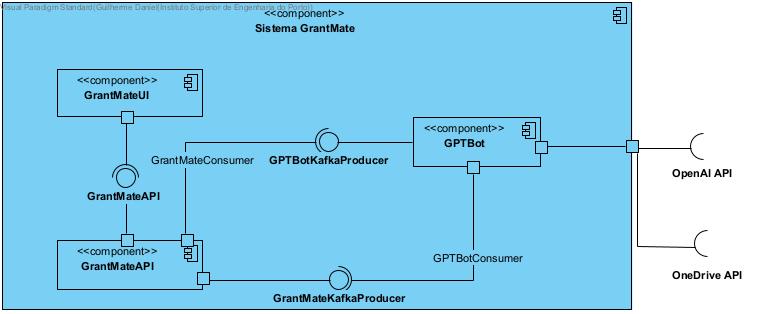 Visual Paradigm Standard(Guilherme Daniel(Instituto Superior de Engenharia do Porto))
<<component>>
Sistema GrantMate
<<component>>
GrantMateUI
<<component>>
GPTBot
GrantMateConsumer
GPTBotKafkaProducer
OpenAI API
GrantMateAPI
<<component>>
GrantMateAPI
GPTBotConsumer
OneDrive API
GrantMateKafkaProducer